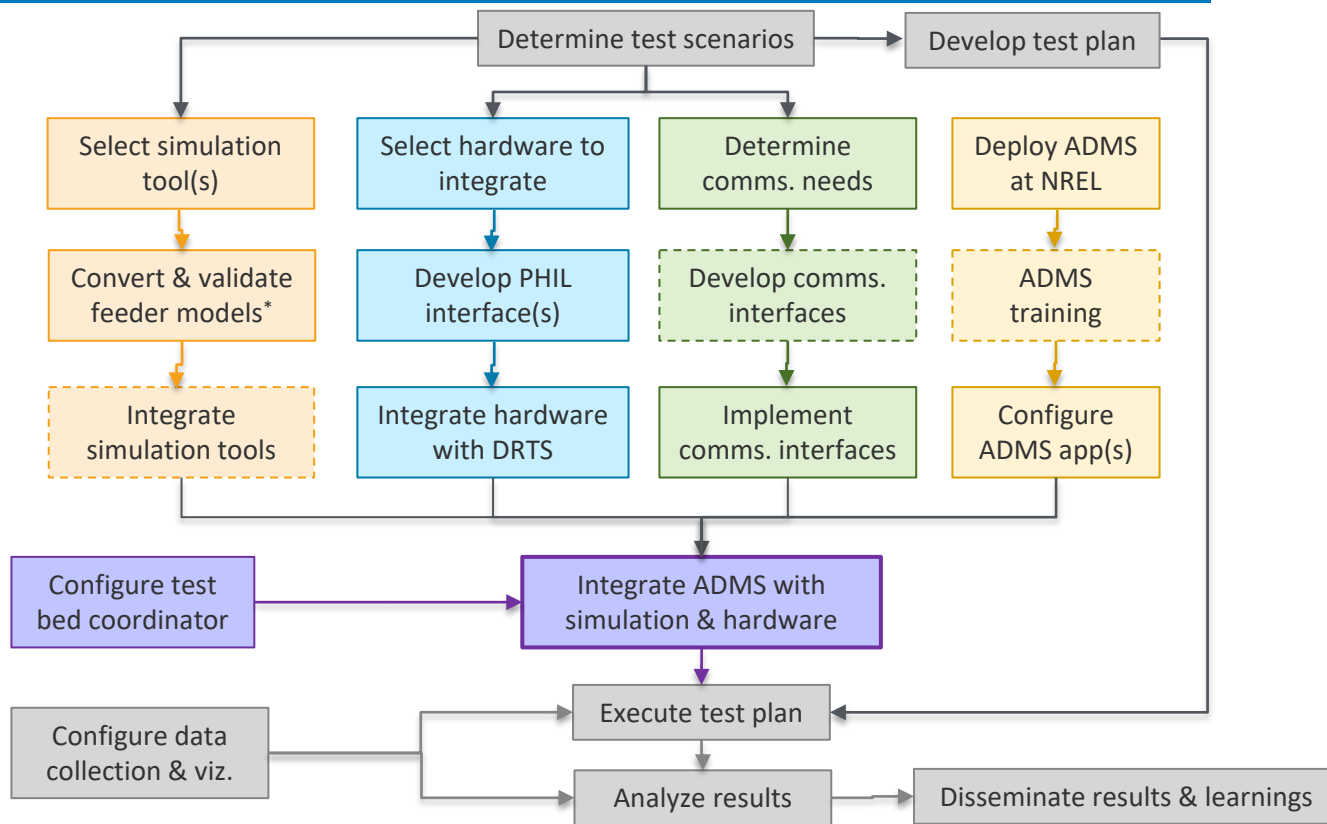 Determine test scenarios
Develop test plan
Select simulation
tool(s)
Select hardware to
integrate
Determine
comms. needs
Deploy ADMS
at NREL
Convert & validate
feeder models*
Develop PHIL
interface(s)
Develop comms.
interfaces
ADMS
training
Integrate
simulation tools
Integrate hardware
with DRTS
Implement
comms. interfaces
Configure
ADMS app(s)
Configure test
bed coordinator
Integrate ADMS with
simulation & hardware
Execute test plan
Configure data
collection & viz.
Analyze results
Disseminate results & learnings